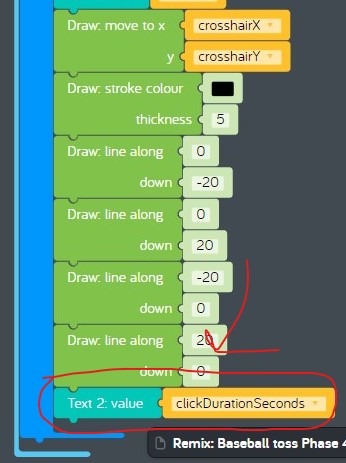 Draw: move to x crosshairX
y crosshairY
Draw: stroke colour
thickness 5
Draw: line along 0
down -20
Draw: line along 0
down 20
Draw: line along -20
down 0
Draw: line along 20
down 0
Text 2: value clickDurationSeconds
Remix: Baseball toss Phase 4